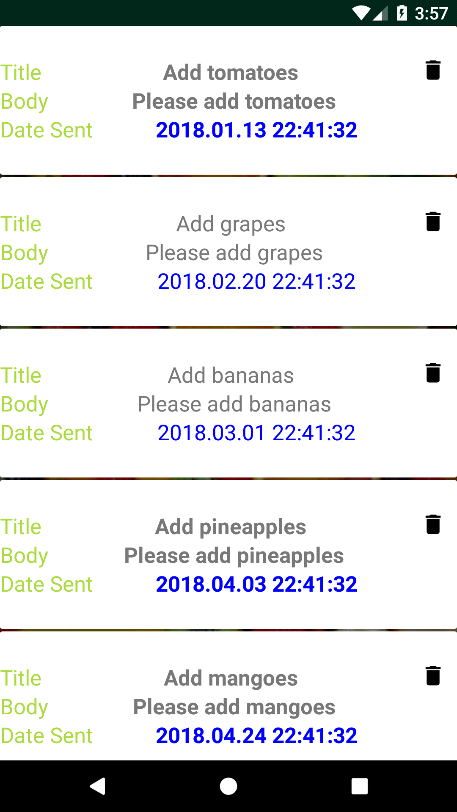 3:57
Title Add tomatoes
Body Please add tomatoes
Date Sent 2018.01.13 22:41:32
Title Add grapes
Body Please add grapes
Date Sent 2018.02.20 22:41:32
Title Add bananas
Body Please add bananas
Date Sent 2018.03.01 22:41:32
Title Add pineapples
Body Please add pineapples
Date Sent 2018.04.03 22:41:32
Title Add mangoes
Body Please add mangoes
Date Sent 2018.04.24 22:41:32